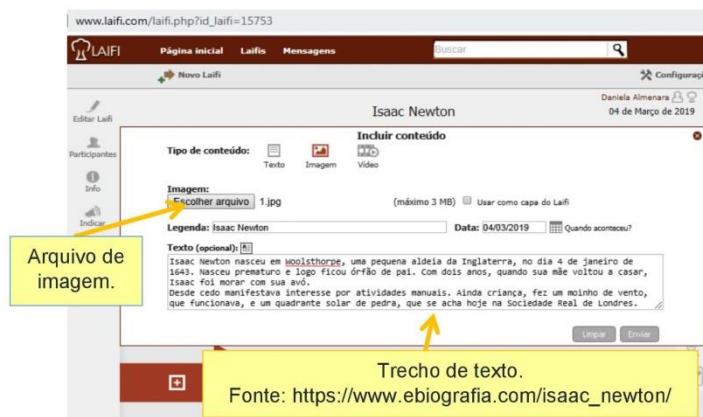 www.laifi.com/laifi.php?id_laifi=15753
LAIFI
Página inicial Laifis Mensagens Buscar
Novo Laifi Configuraçi
Editar Laifi
Isaac Newton
Daniela Almenara
04 de Março de 2019
Participantes
Info
Indicar
Incluir conteúdo
Tipo de conteúdo: Texto Imagem Vídeo
Imagem:
Escolher arquivo 1.jpg (máximo 3 MB) Usar como capa do Laifi
Legenda: Isaac Newton Data: 04/03/2019 Quando aconteceu?
Texto (opcional):
Isaac Newton nasceu em Woolsthorpe, uma pequena aldeia da Inglaterra, no dia 4 de janeiro de
1643. Nasceu prematuro e logo ficou órfão de pai. Com dois anos, quando sua mãe voltou a casar,
Isaac foi morar com sua avó.
Desde cedo manifestava interesse por atividades manuais. Ainda criança, fez um moinho de vento,
que funcionava, e um quadrante solar de pedra, que se acha hoje na Sociedade Real de Londres.
Limpar Enviar
Arquivo de
imagem.
Trecho de texto.
Fonte: https://www.ebiografia.com/isaac_newton/